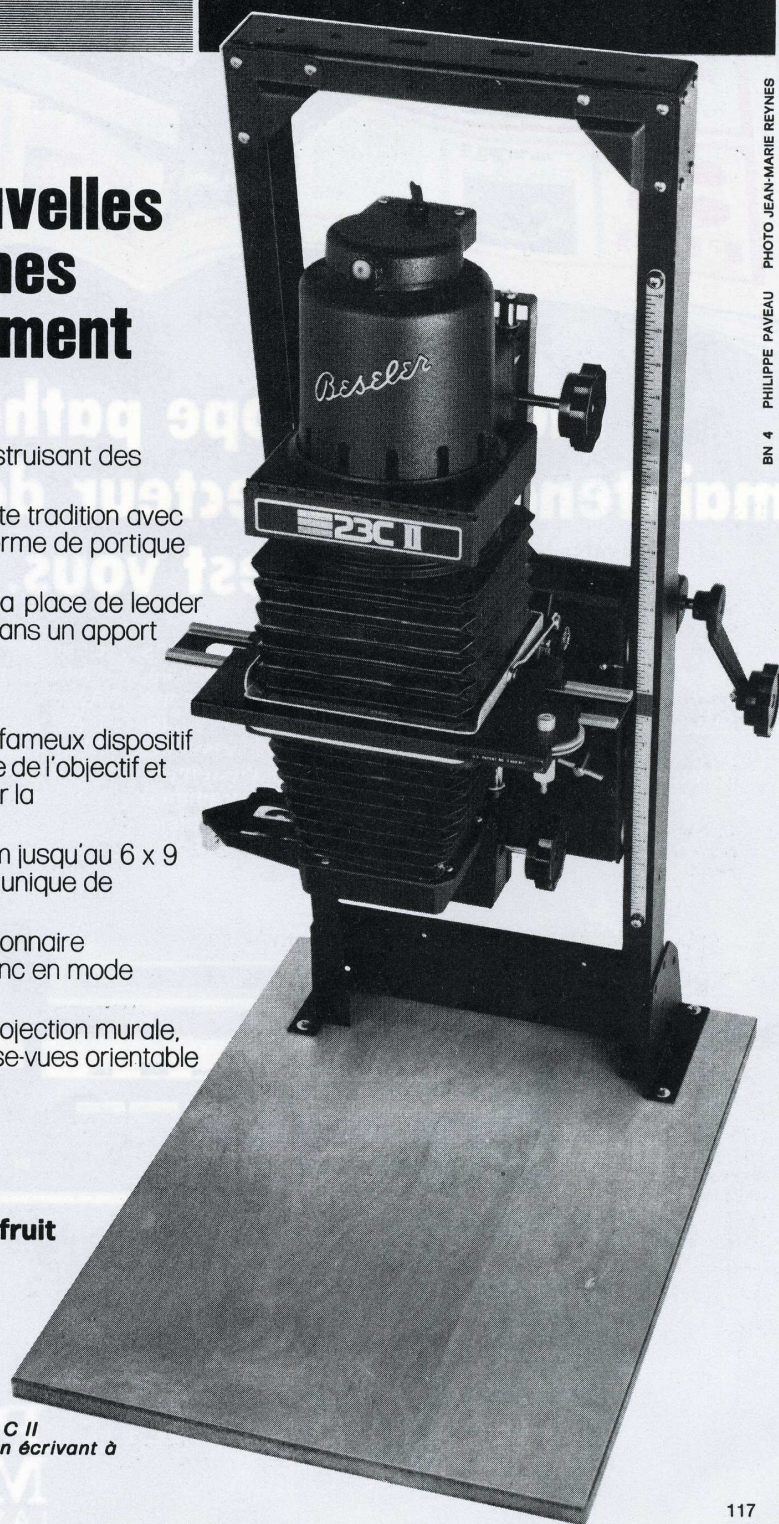 uvelles
nes
ment
struisant des
te tradition avec
orme de portique
a place de leader
ans un apport
fameux dispositif
e de l'objectif et
r la
n jusqu'au 6 x 9
unique de
onnaire
nc en mode
ojection murale,
se-vues orientable
fruit
C II
n écrivant à
BESELER
23C II
BN 4 PHILIPPE PAVEAU PHOTO JEAN-MARIE REYNES
117